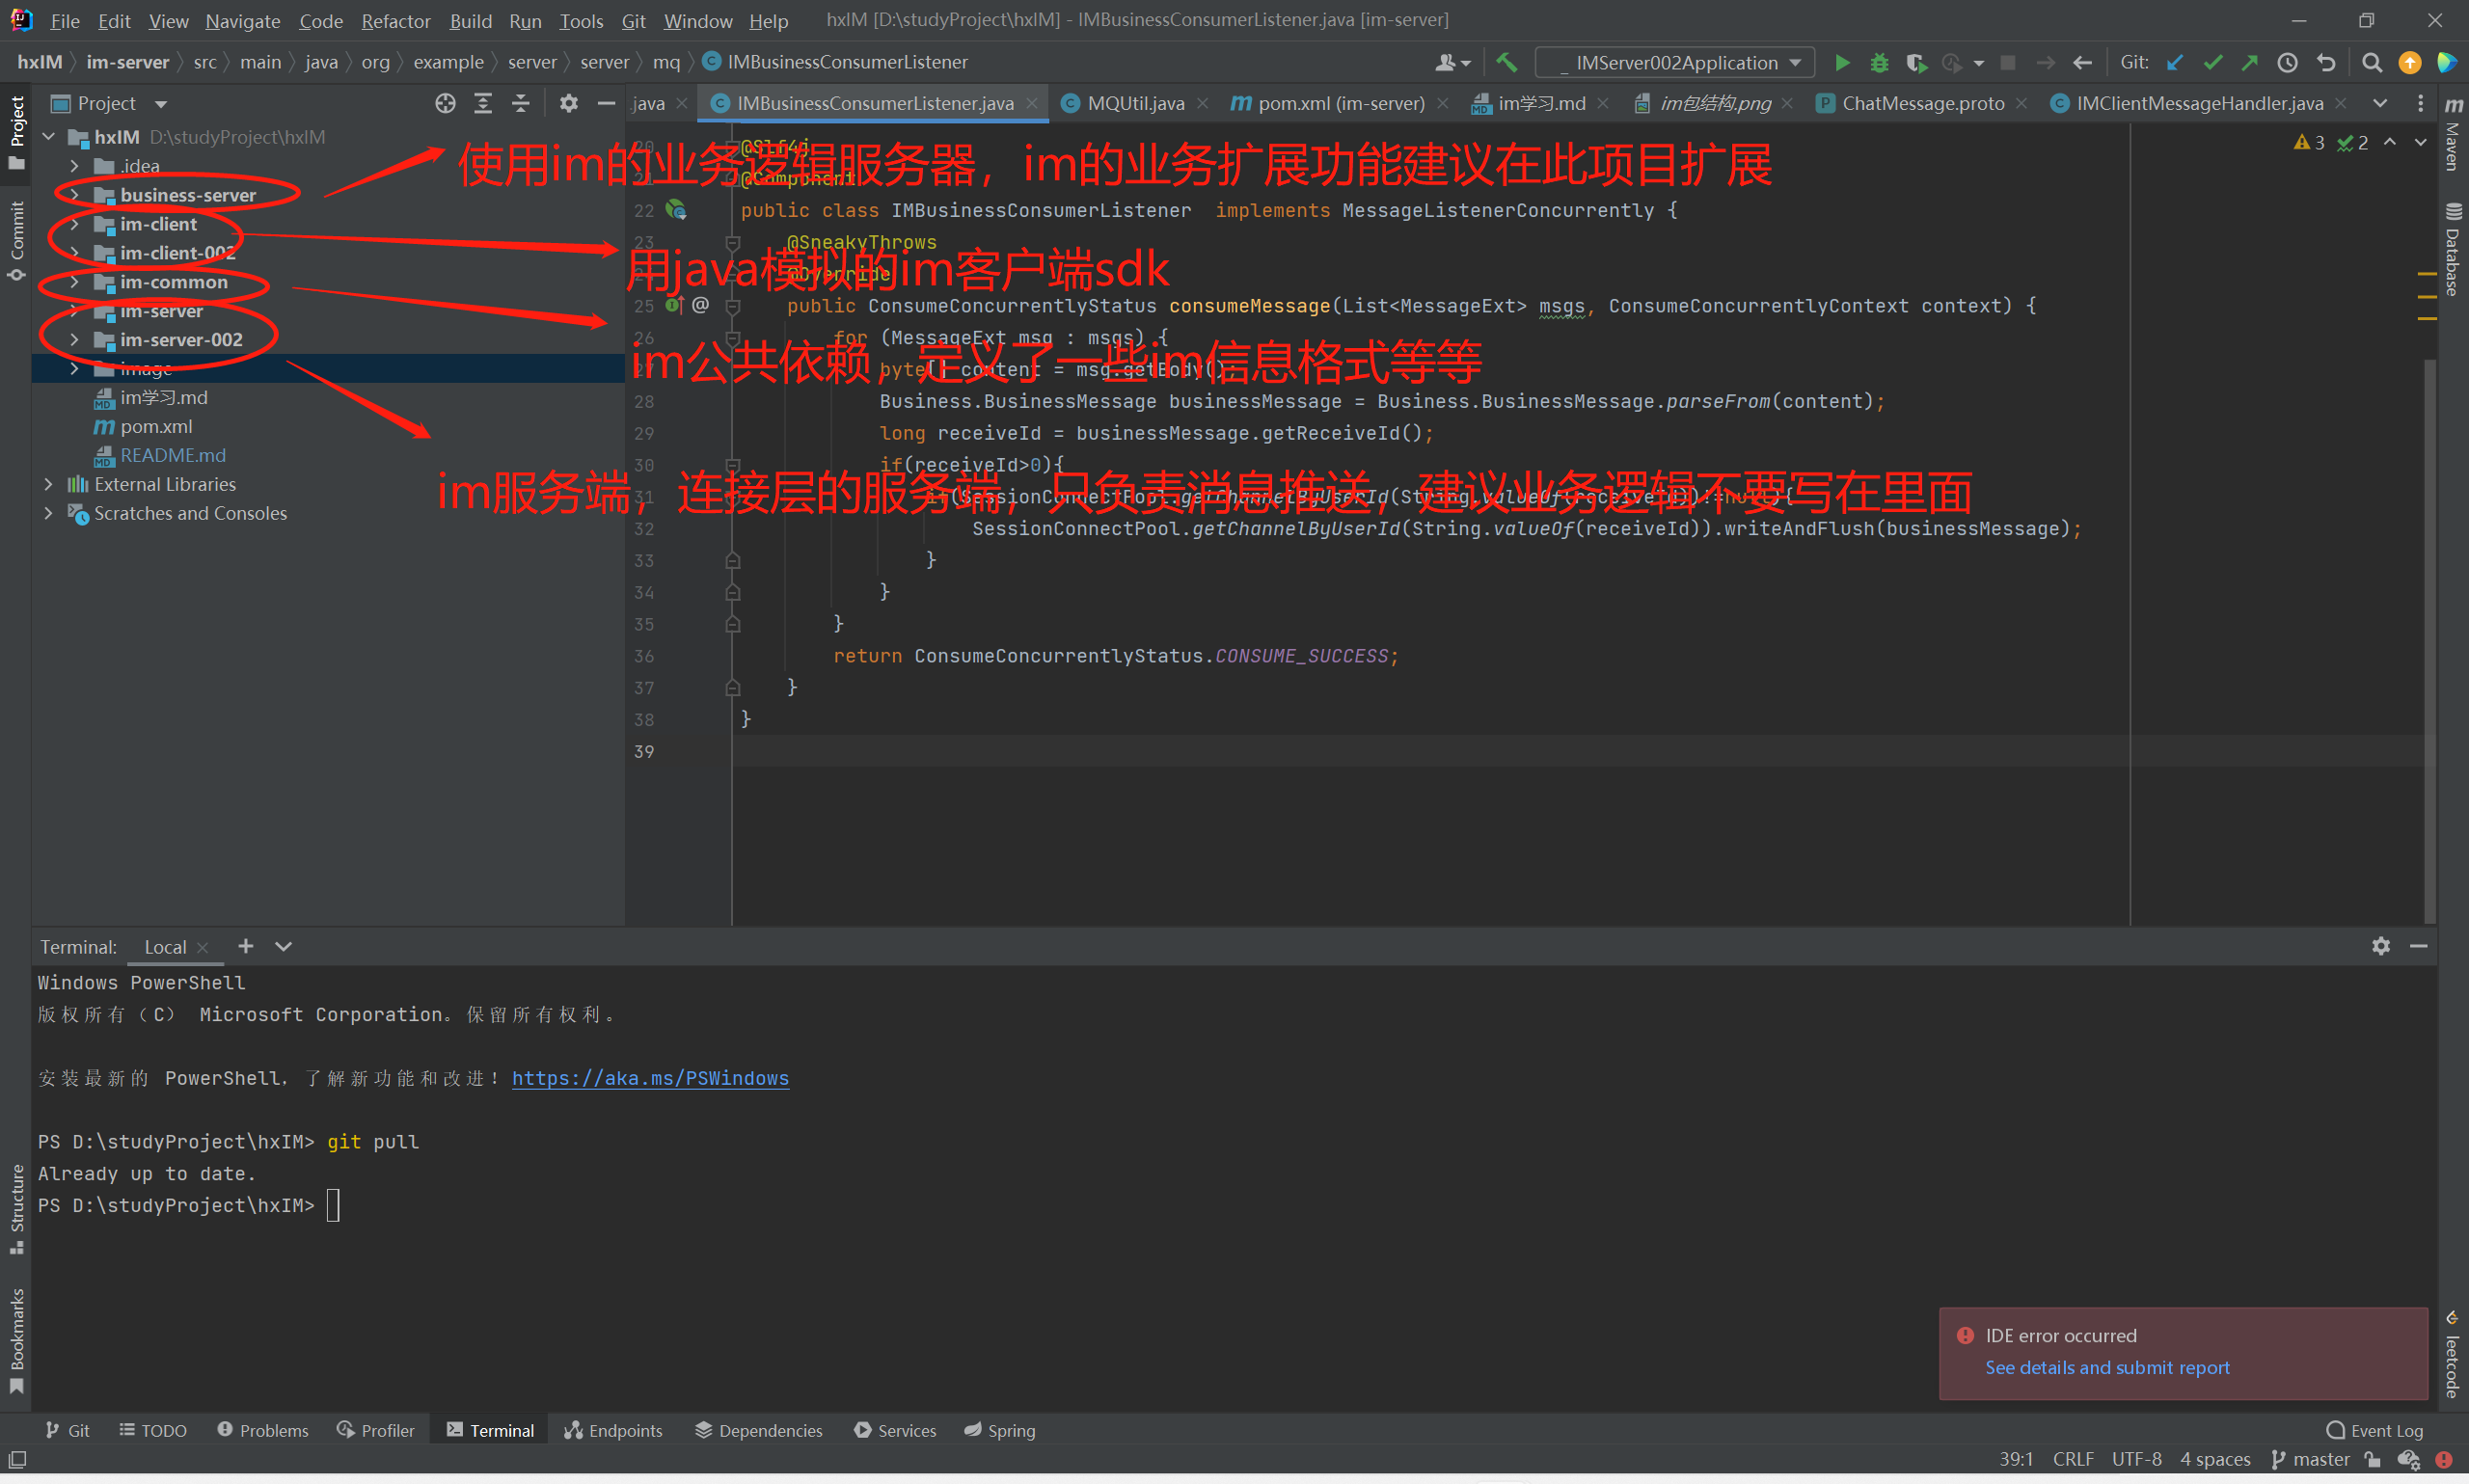 File Edit View Navigate Code Refactor Build Run Tools Git Window Help hxIM [D:\studyProject\hxIM] - IMBusinessConsumerListener.java [im-server]
hxIM im-server src main java org example server server mq IMBusinessConsumerListener IMServer002Application Git:
Project
.java IMBusinessConsumerListener.java MQUtil.java pom.xml (im-server) im学习.md im包结构.png ChatMessage.proto IMClientMessageHandler.java
Project
Commit
Structure
Bookmarks
hxIM D:\studyProject\hxIM
.idea
business-server
im-client
im-client-002
im-common
im-server
im-server-002
image
im学习.md
pom.xml
README.md
External Libraries
Scratches and Consoles
使用im的业务逻辑服务器，im的业务扩展功能建议在此项目扩展
用java模拟的im客户端sdk
im公共依赖，定义了一些im信息格式等等
im服务端，连接层的服务端，只负责消息推送，建议业务逻辑不要写在里面
3 2
20 @Slf4j
21 @Component
22 public class IMBusinessConsumerListener implements MessageListenerConcurrently {
23 @SneakyThrows
@Override
25 public ConsumeConcurrentlyStatus consumeMessage(List<MessageExt> msgs, ConsumeConcurrentlyContext context) {
26 for (MessageExt msg : msgs) {
byte[] content = msg.getBody();
28 Business.BusinessMessage businessMessage = Business.BusinessMessage.parseFrom(content);
29 long receiveId = businessMessage.getReceiveId();
30 if(receiveId>0){
31 if(SessionConnectPool.getChannelByUserId(String.valueOf(receiveId))!=null){
32 SessionConnectPool.getChannelByUserId(String.valueOf(receiveId)).writeAndFlush(businessMessage);
33 }
34 }
35 }
36 return ConsumeConcurrentlyStatus.CONSUME_SUCCESS;
37 }
38 }
39
Maven
Database
leetcode
Terminal: Local
Windows PowerShell
版权所有（C） Microsoft Corporation。保留所有权利。
安装最新的 PowerShell，了解新功能和改进！https://aka.ms/PSWindows
PS D:\studyProject\hxIM> git pull
Already up to date.
PS D:\studyProject\hxIM>
IDE error occurred
See details and submit report
Git TODO Problems Profiler Terminal Endpoints Dependencies Services Spring Event Log
39:1 CRLF UTF-8 4 spaces master